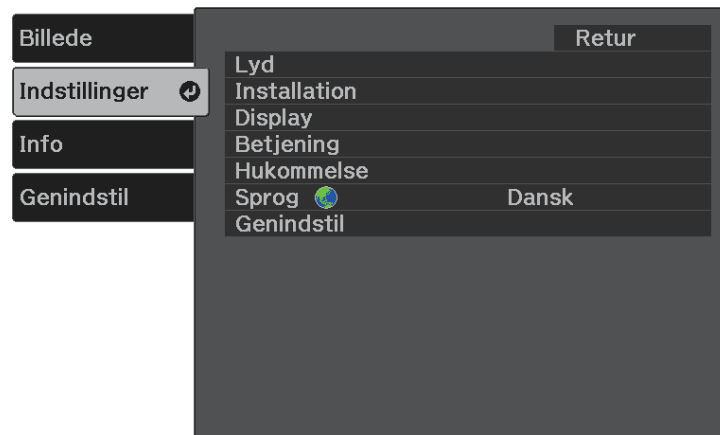 Billede
Indstillinger
Info
Genindstil
Retur
Lyd
Installation
Display
Betjening
Hukommelse
Sprog Dansk
Genindstil